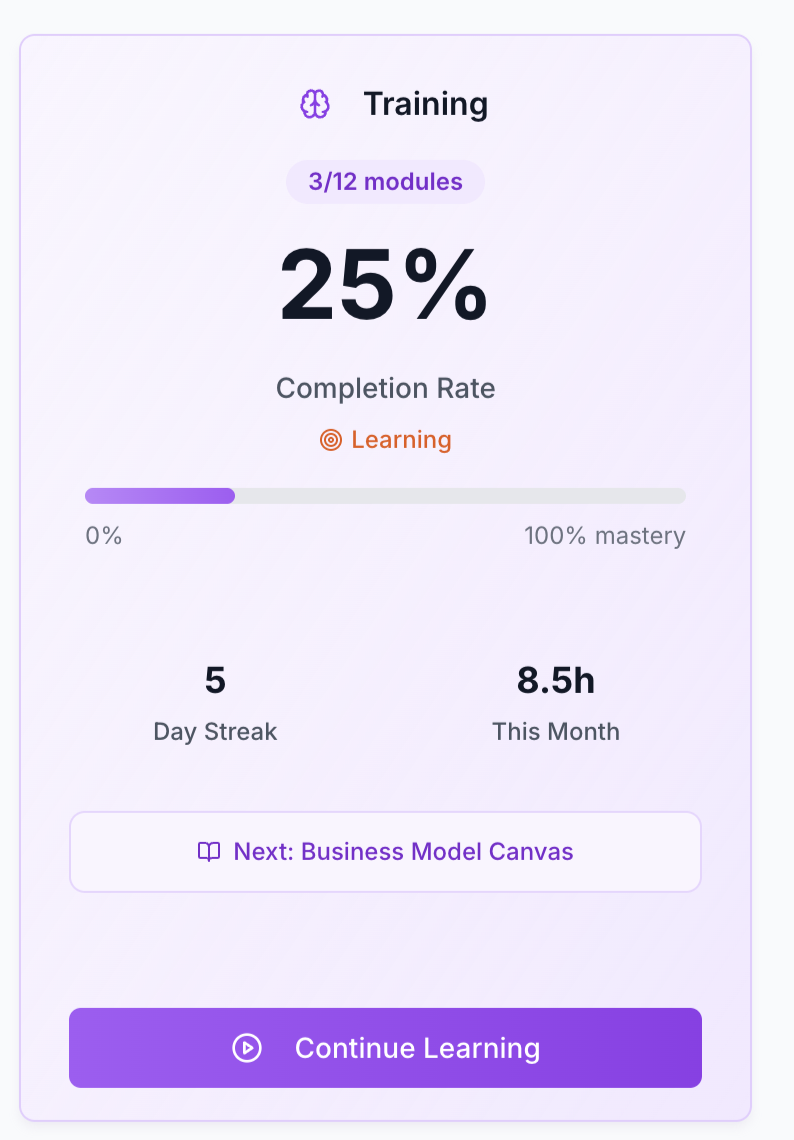 Training
3/12 modules
25%
Completion Rate
Learning
0% 100% mastery
5 8.5h
Day Streak This Month
Next: Business Model Canvas
Continue Learning